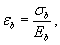 ε_b = σ_b / E_b ,